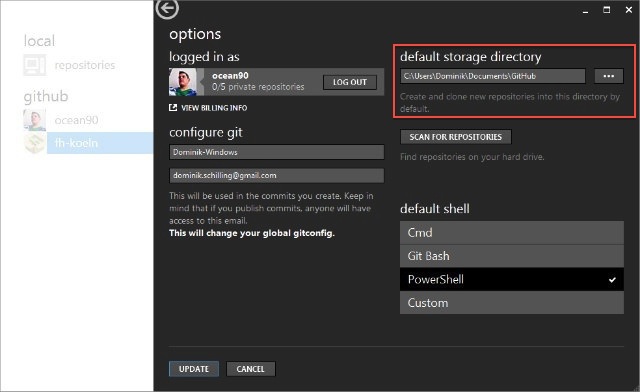 local
repositories
github
ocean90
fh-koeln
options
logged in as
ocean90
0/5 private repositories
LOG OUT
VIEW BILLING INFO
configure git
Dominik-Windows
dominik.schilling@gmail.com
This will be used in the commits you create. Keep in
mind that if you publish commits, anyone will have
access to this email.
This will change your global gitconfig.
default storage directory
C:\Users\Dominik\Documents\GitHub
...
Create and clone new repositories into this directory by
default.
SCAN FOR REPOSITORIES
Find repositories on your hard drive.
default shell
Cmd
Git Bash
PowerShell
Custom
UPDATE
CANCEL